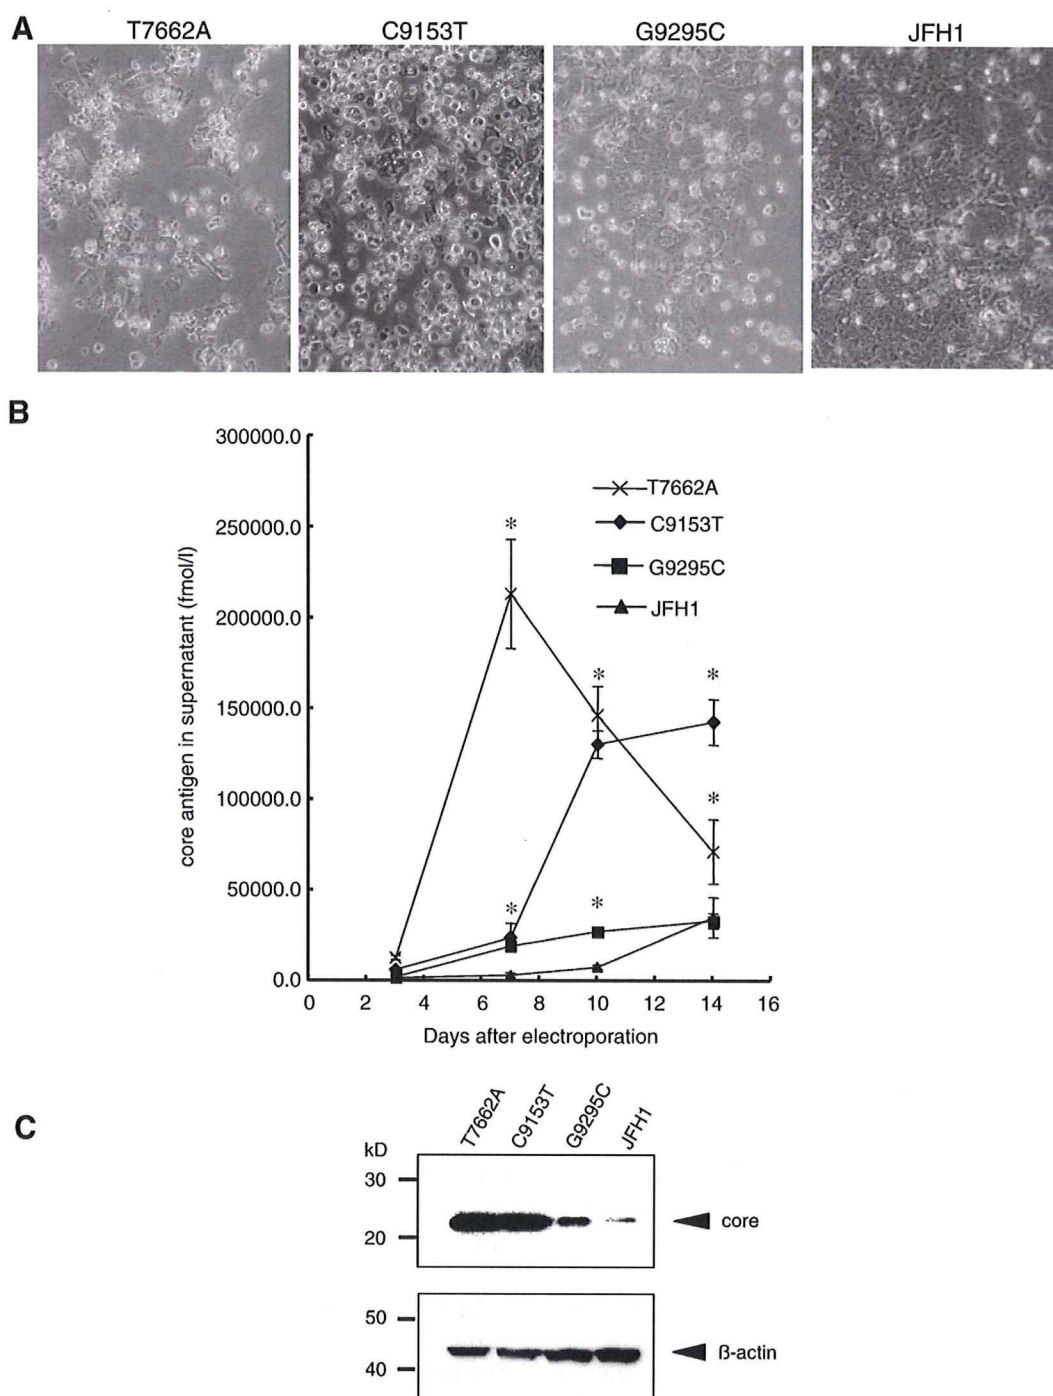 A
T7662A C9153T G9295C JFH1
B
300000.0
250000.0
200000.0
150000.0
100000.0
50000.0
0.0
core antigen in supernatant (fmol/l)
* * * * * *
T7662A
C9153T
G9295C
JFH1
0 2 4 6 8 10 12 14 16
Days after electroporation
C
T7662A C9153T G9295C JFH1
kD
30
20
core
50
40
ß-actin